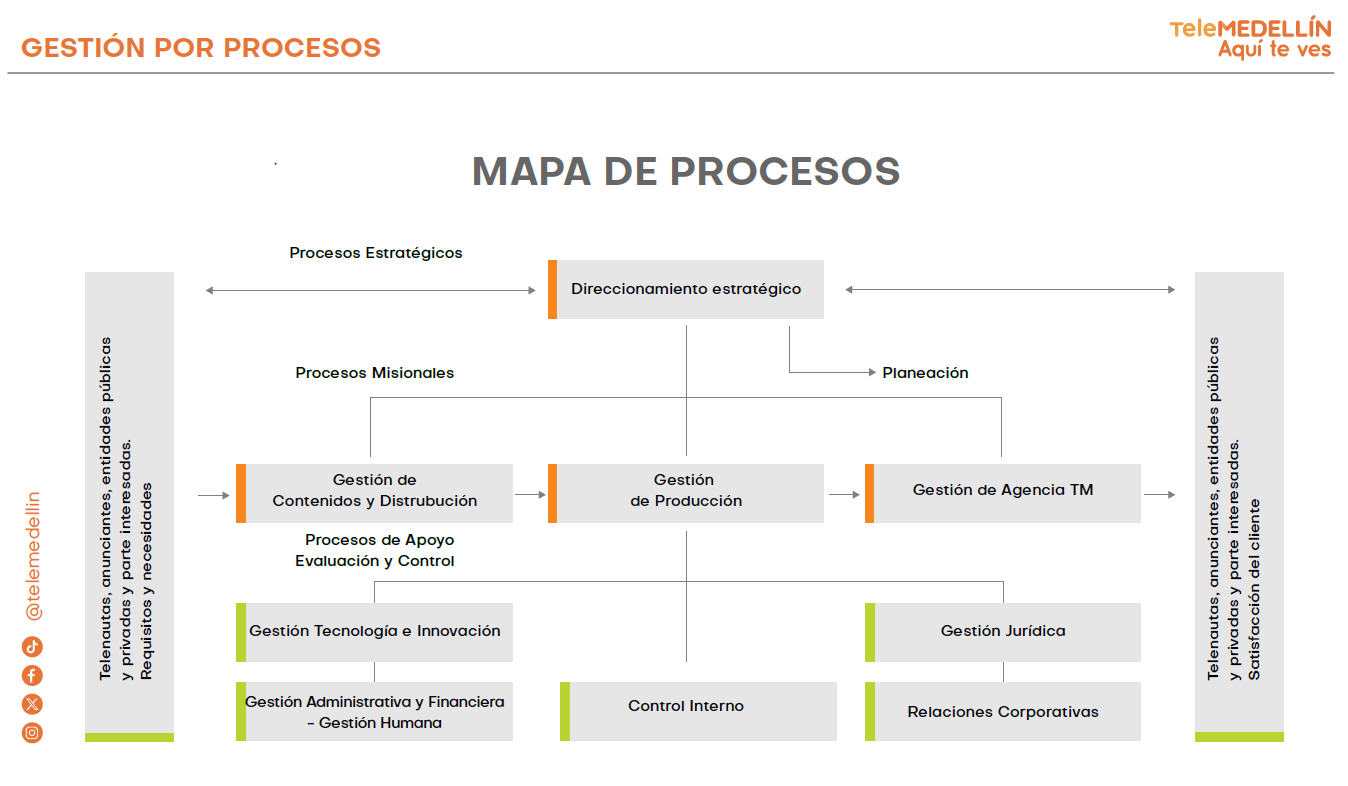 GESTIÓN POR PROCESOS
TeleMEDELLÍN
Aquí te ves
MAPA DE PROCESOS
Procesos Estratégicos
Direccionamiento estratégico
Procesos Misionales
Planeación
Telenautas, anunciantes, entidades públicas
y privadas y parte interesadas.
Requisitos y necesidades
Gestión de
Contenidos y Distrubución
Gestión
de Producción
Gestión de Agencia TM
Telenautas, anunciantes, entidades públicas
y privadas y parte interesadas.
Satisfacción del cliente
Procesos de Apoyo
Evaluación y Control
Gestión Tecnología e Innovación
Gestión Jurídica
Gestión Administrativa y Financiera
- Gestión Humana
Control Interno
Relaciones Corporativas
@telemedellin